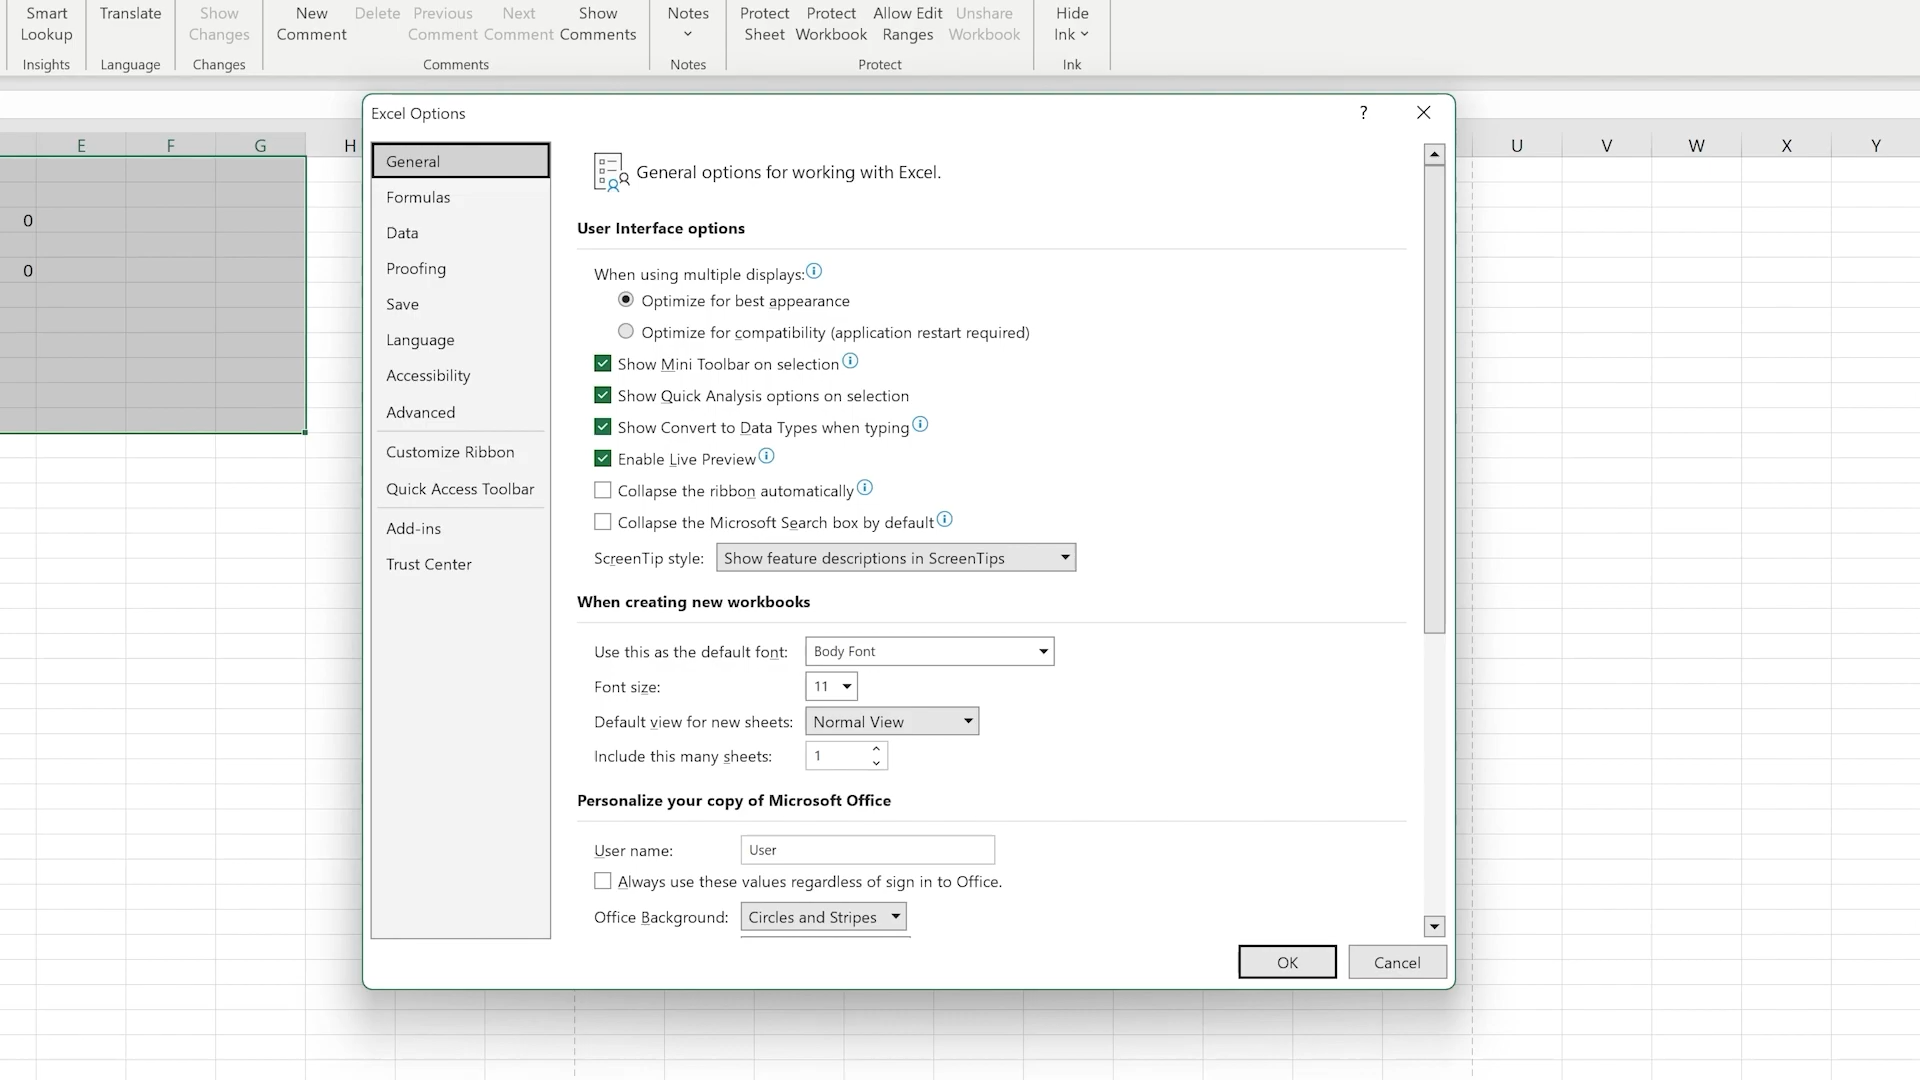 Smart Lookup
Translate
Show Changes
New Comment
Delete
Previous Comment
Next Comment
Show Comments
Notes
Protect Sheet
Protect Workbook
Allow Edit Ranges
Unshare Workbook
Hide Ink
Insights
Language
Changes
Comments
Notes
Protect
Ink
E F G H U V W X Y
0
0
Excel Options
?
General
Formulas
Data
Proofing
Save
Language
Accessibility
Advanced
Customize Ribbon
Quick Access Toolbar
Add-ins
Trust Center
General options for working with Excel.
User Interface options
When using multiple displays:
Optimize for best appearance
Optimize for compatibility (application restart required)
Show Mini Toolbar on selection
Show Quick Analysis options on selection
Show Convert to Data Types when typing
Enable Live Preview
Collapse the ribbon automatically
Collapse the Microsoft Search box by default
ScreenTip style: Show feature descriptions in ScreenTips
When creating new workbooks
Use this as the default font: Body Font
Font size: 11
Default view for new sheets: Normal View
Include this many sheets: 1
Personalize your copy of Microsoft Office
User name: User
Always use these values regardless of sign in to Office.
Office Background: Circles and Stripes
OK
Cancel